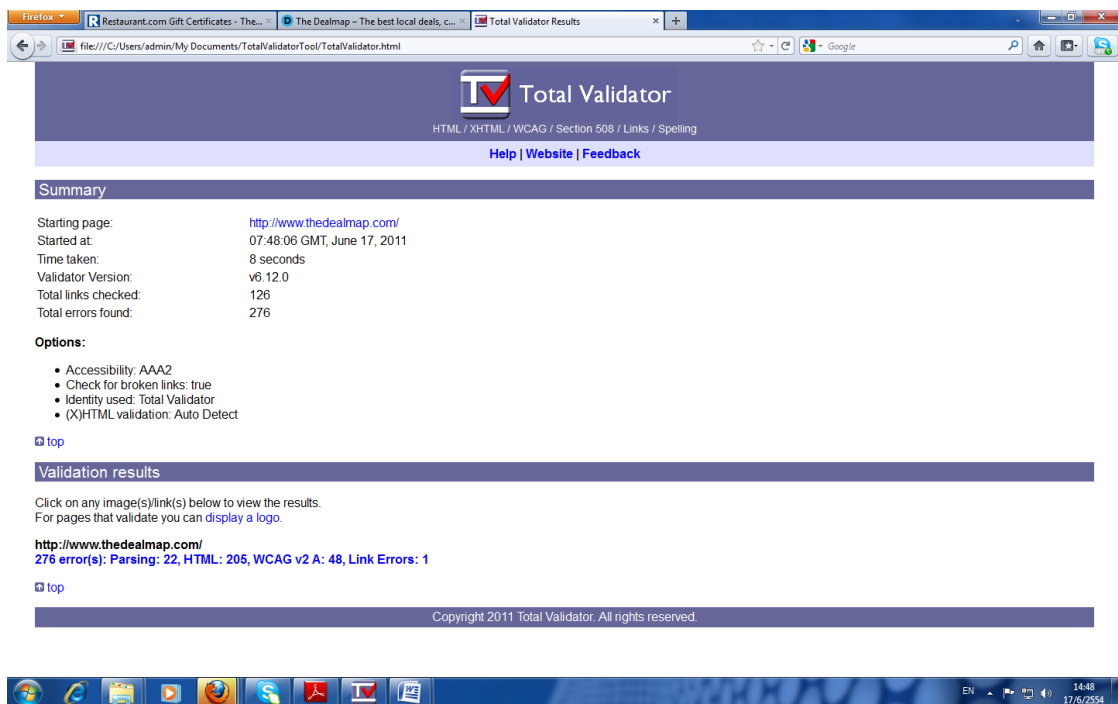 Firefox
Restaurant.com Gift Certificates - The...
The Dealmap – The best local deals, c...
Total Validator Results
file:///C:/Users/admin/My Documents/TotalValidatorTool/TotalValidator.html
Google
TV Total Validator
HTML / XHTML / WCAG / Section 508 / Links / Spelling
Help | Website | Feedback
Summary
Starting page: http://www.thedealmap.com/
Started at: 07:48:06 GMT, June 17, 2011
Time taken: 8 seconds
Validator Version: v6.12.0
Total links checked: 126
Total errors found: 276
Options:
Accessibility: AAA2
Check for broken links: true
Identity used: Total Validator
(X)HTML validation: Auto Detect
top
Validation results
Click on any image(s)/link(s) below to view the results.
For pages that validate you can display a logo.
http://www.thedealmap.com/
276 error(s): Parsing: 22, HTML: 205, WCAG v2 A: 48, Link Errors: 1
top
Copyright 2011 Total Validator. All rights reserved.
EN
14:48
17/6/2554